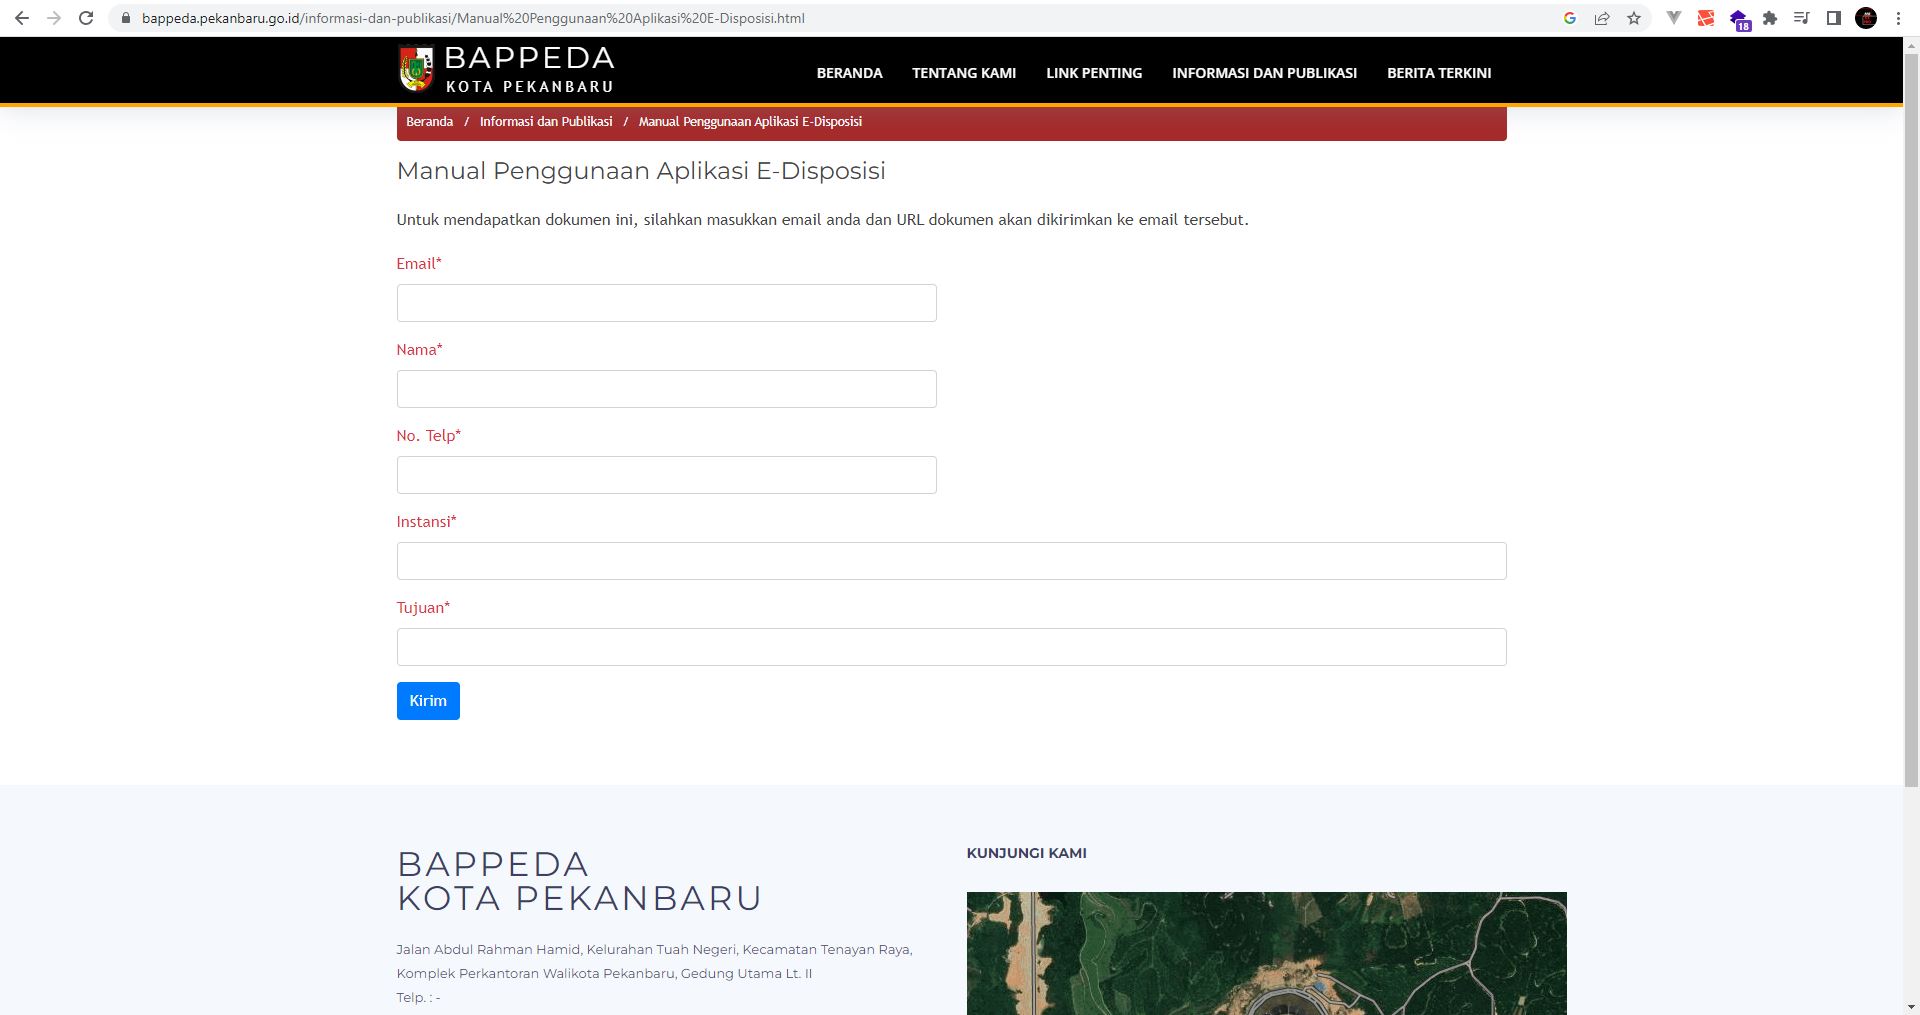 bappeda.pekanbaru.go.id/informasi-dan-publikasi/Manual%20Penggunaan%20Aplikasi%20E-Disposisi.html
18
BAPPEDA
KOTA PEKANBARU
BERANDA TENTANG KAMI LINK PENTING INFORMASI DAN PUBLIKASI BERITA TERKINI
Beranda / Informasi dan Publikasi / Manual Penggunaan Aplikasi E-Disposisi
Manual Penggunaan Aplikasi E-Disposisi
Untuk mendapatkan dokumen ini, silahkan masukkan email anda dan URL dokumen akan dikirimkan ke email tersebut.
Email*
Nama*
No. Telp*
Instansi*
Tujuan*
Kirim
BAPPEDA
KOTA PEKANBARU
Jalan Abdul Rahman Hamid, Kelurahan Tuah Negeri, Kecamatan Tenayan Raya,
Komplek Perkantoran Walikota Pekanbaru, Gedung Utama Lt. II
Telp. : -
KUNJUNGI KAMI